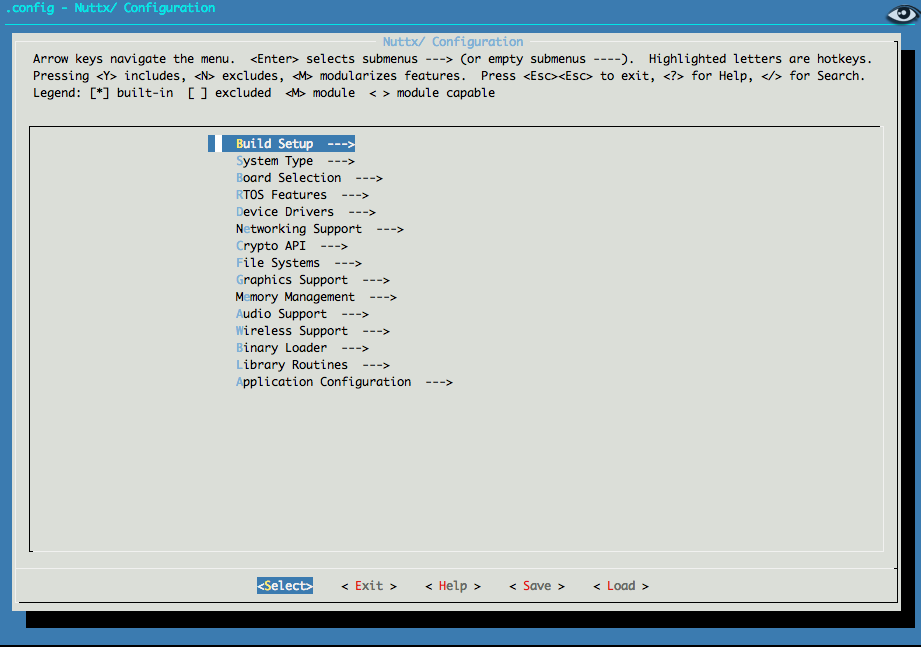 .config - Nuttx/ Configuration
Nuttx/ Configuration
Arrow keys navigate the menu.  <Enter> selects submenus ---> (or empty submenus ----).  Highlighted letters are hotkeys.
Pressing <Y> includes, <N> excludes, <M> modularizes features.  Press <Esc><Esc> to exit, <?> for Help, </> for Search.
Legend: [*] built-in  [ ] excluded  <M> module  < > module capable
Build Setup  --->
System Type  --->
Board Selection  --->
RTOS Features  --->
Device Drivers  --->
Networking Support  --->
Crypto API  --->
File Systems  --->
Graphics Support  --->
Memory Management  --->
Audio Support  --->
Wireless Support  --->
Binary Loader  --->
Library Routines  --->
Application Configuration  --->
<Select>    < Exit >    < Help >    < Save >    < Load >